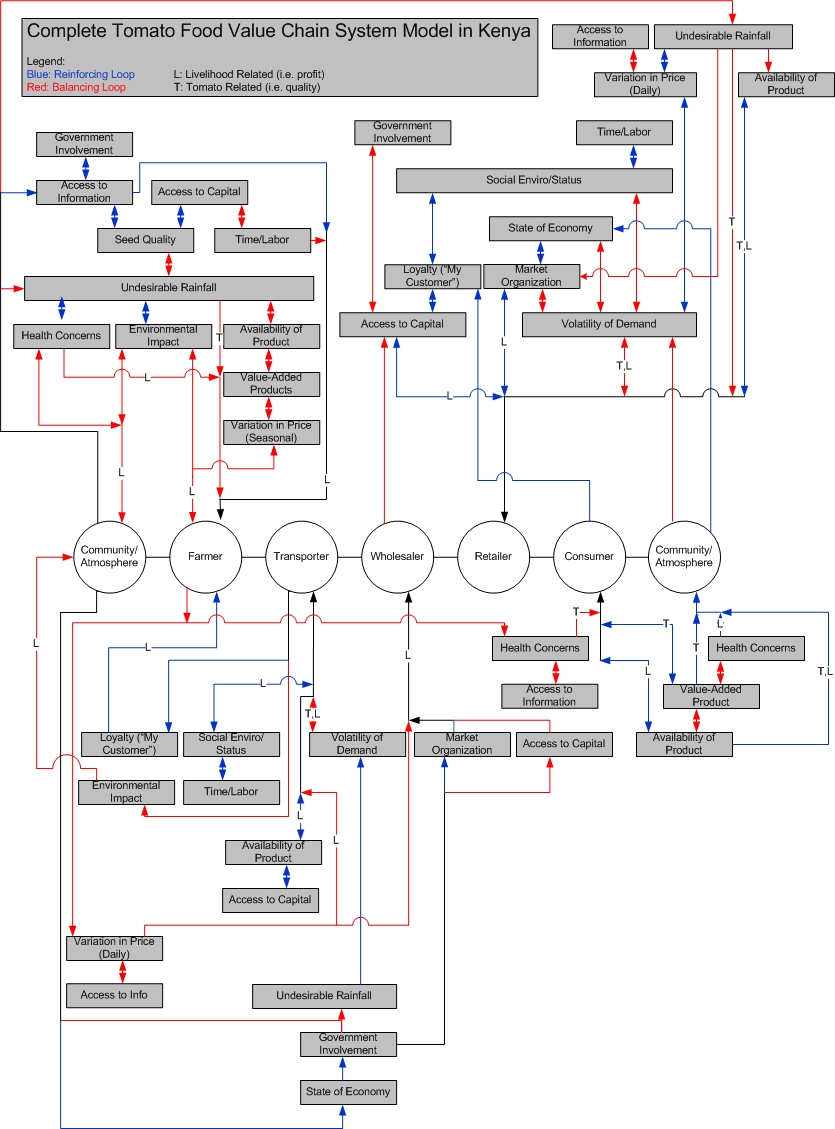 Complete Tomato Food Value Chain System Model in Kenya
Legend:
Blue: Reinforcing Loop
L: Livelihood Related (i.e. profit)
Red: Balancing Loop
T: Tomato Related (i.e. quality)
Access to
Information
Undesirable Rainfall
Variation in Price
(Daily)
Availability of
Product
Government
Involvement
Time/Labor
Government
Involvement
Access to
Information
Access to Capital
Social Enviro/Status
Seed Quality
Time/Labor
State of Economy
T
T,L
Undesirable Rainfall
Loyalty ("My
Customer")
Market
Organization
Health Concerns
Environmental
Impact
T
Availability of
Product
Access to Capital
Volatility of Demand
L
T,L
L
Value-Added
Products
L
Variation in Price
(Seasonal)
L
L
L
Community/
Atmosphere
Farmer
Transporter
Wholesaler
Retailer
Consumer
Community/
Atmosphere
L
L
L
T
T
L
T
Health Concerns
Health Concerns
L
L
T,L
Access to
Information
Value-Added
Product
T,L
Loyalty ("My
Customer")
Social Enviro/
Status
Volatility of
Demand
Market
Organization
Access to Capital
Availability of
Product
Environmental
Impact
Time/Labor
L
L
Availability of
Product
Access to Capital
Variation in Price
(Daily)
Access to Info
Undesirable Rainfall
Government
Involvement
State of Economy